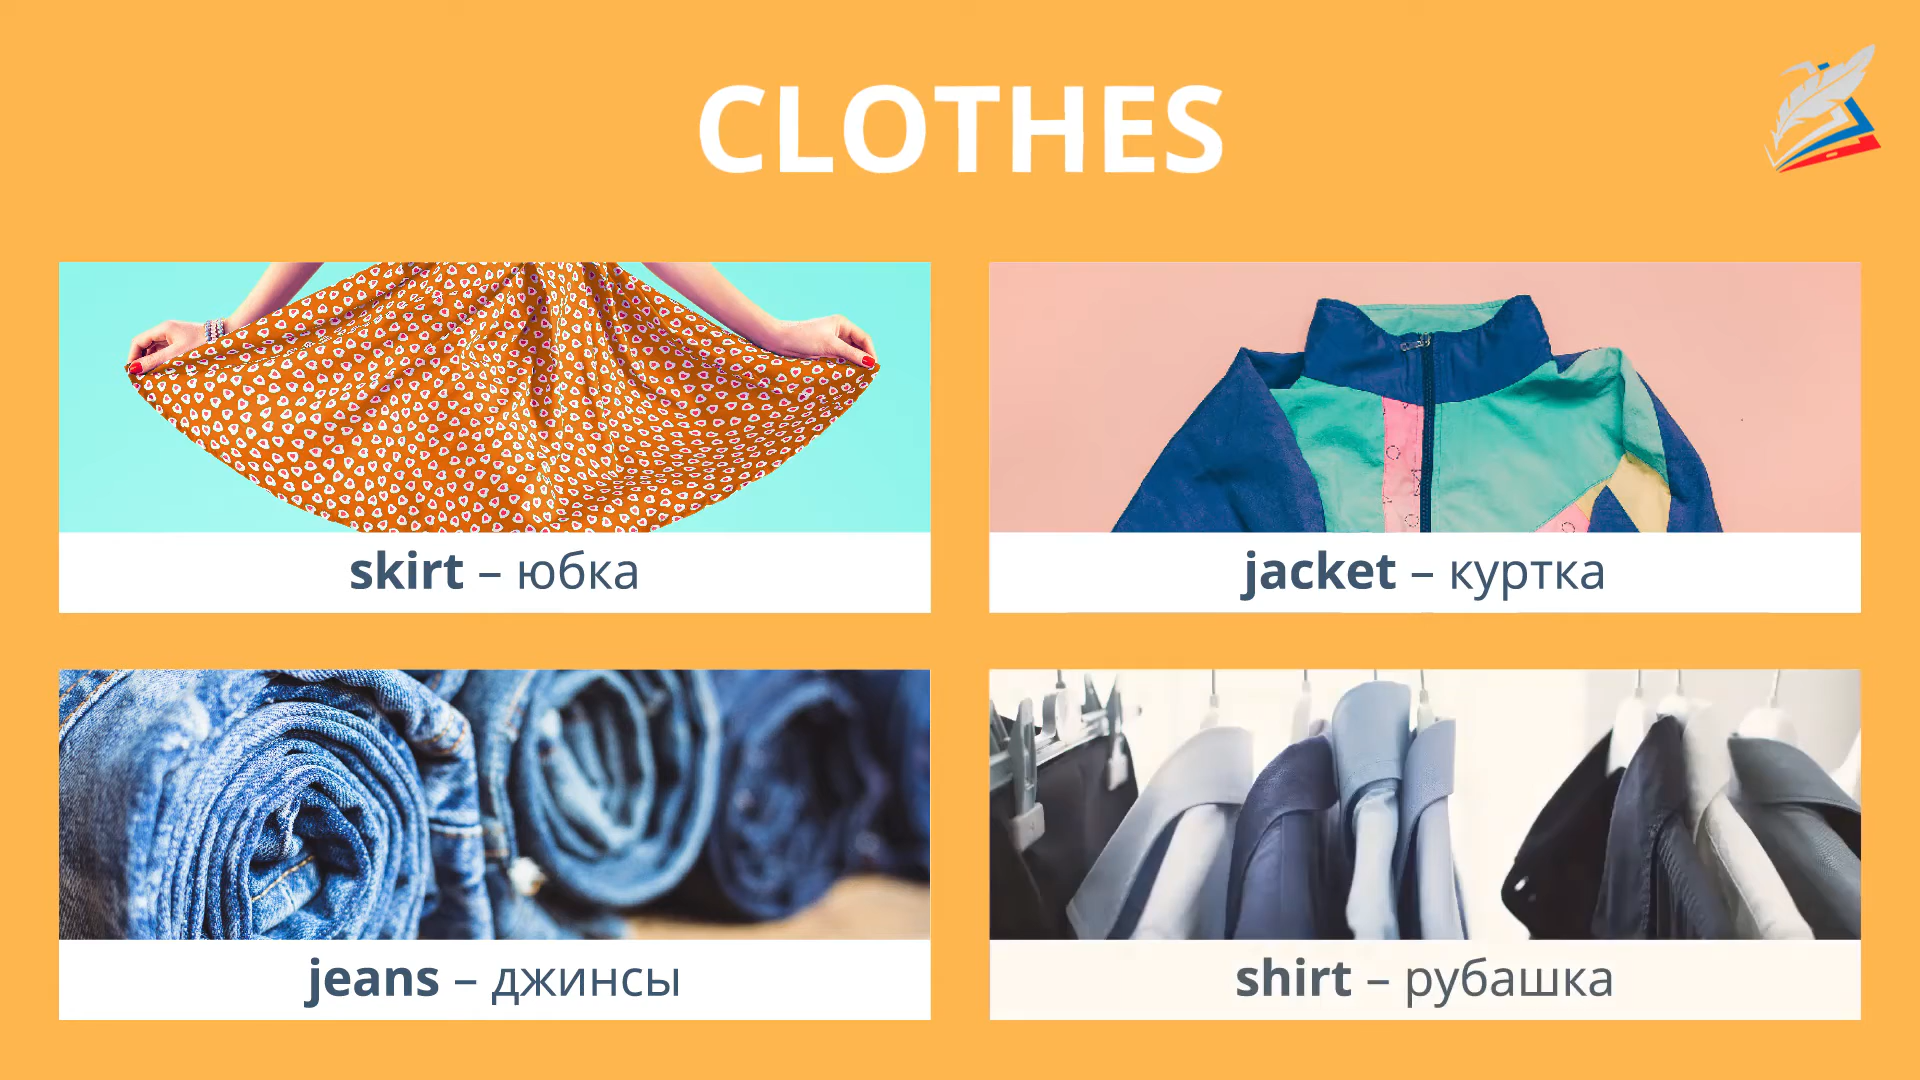 CLOTHES
skirt – юбка
jacket – куртка
jeans – джинсы
shirt – рубашка